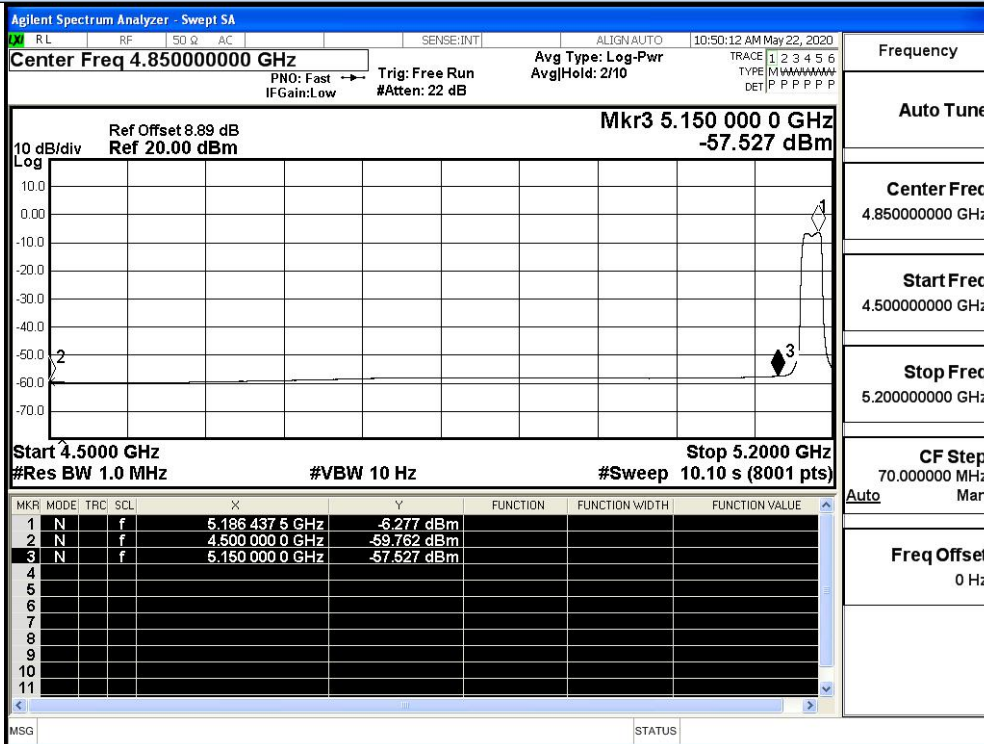 Agilent Spectrum Analyzer - Swept SA
LXI RL RF 50 Ω AC SENSE:INT ALIGN AUTO 10:50:12 AM May 22, 2020
Center Freq 4.850000000 GHz
PNO: Fast
IFGain:Low
Trig: Free Run
#Atten: 22 dB
Avg Type: Log-Pwr
Avg|Hold: 2/10
TRACE 1 2 3 4 5 6
TYPE M W W W W W
DET P P P P P P
Mkr3 5.150 000 0 GHz
-57.527 dBm
Ref Offset 8.89 dB
10 dB/div Ref 20.00 dBm
Log
10.0
0.00
-10.0
-20.0
-30.0
-40.0
-50.0
-60.0
-70.0
1
2
3
Start 4.5000 GHz Stop 5.2000 GHz
#Res BW 1.0 MHz #VBW 10 Hz #Sweep 10.10 s (8001 pts)
MKR MODE TRC SCL X Y FUNCTION FUNCTION WIDTH FUNCTION VALUE
1 N f 5.186 437 5 GHz -6.277 dBm
2 N f 4.500 000 0 GHz -59.762 dBm
3 N f 5.150 000 0 GHz -57.527 dBm
4
5
6
7
8
9
10
11
MSG STATUS
Frequency
Auto Tune
Center Freq
4.850000000 GHz
Start Freq
4.500000000 GHz
Stop Freq
5.200000000 GHz
CF Step
70.000000 MHz
Auto Man
Freq Offset
0 Hz